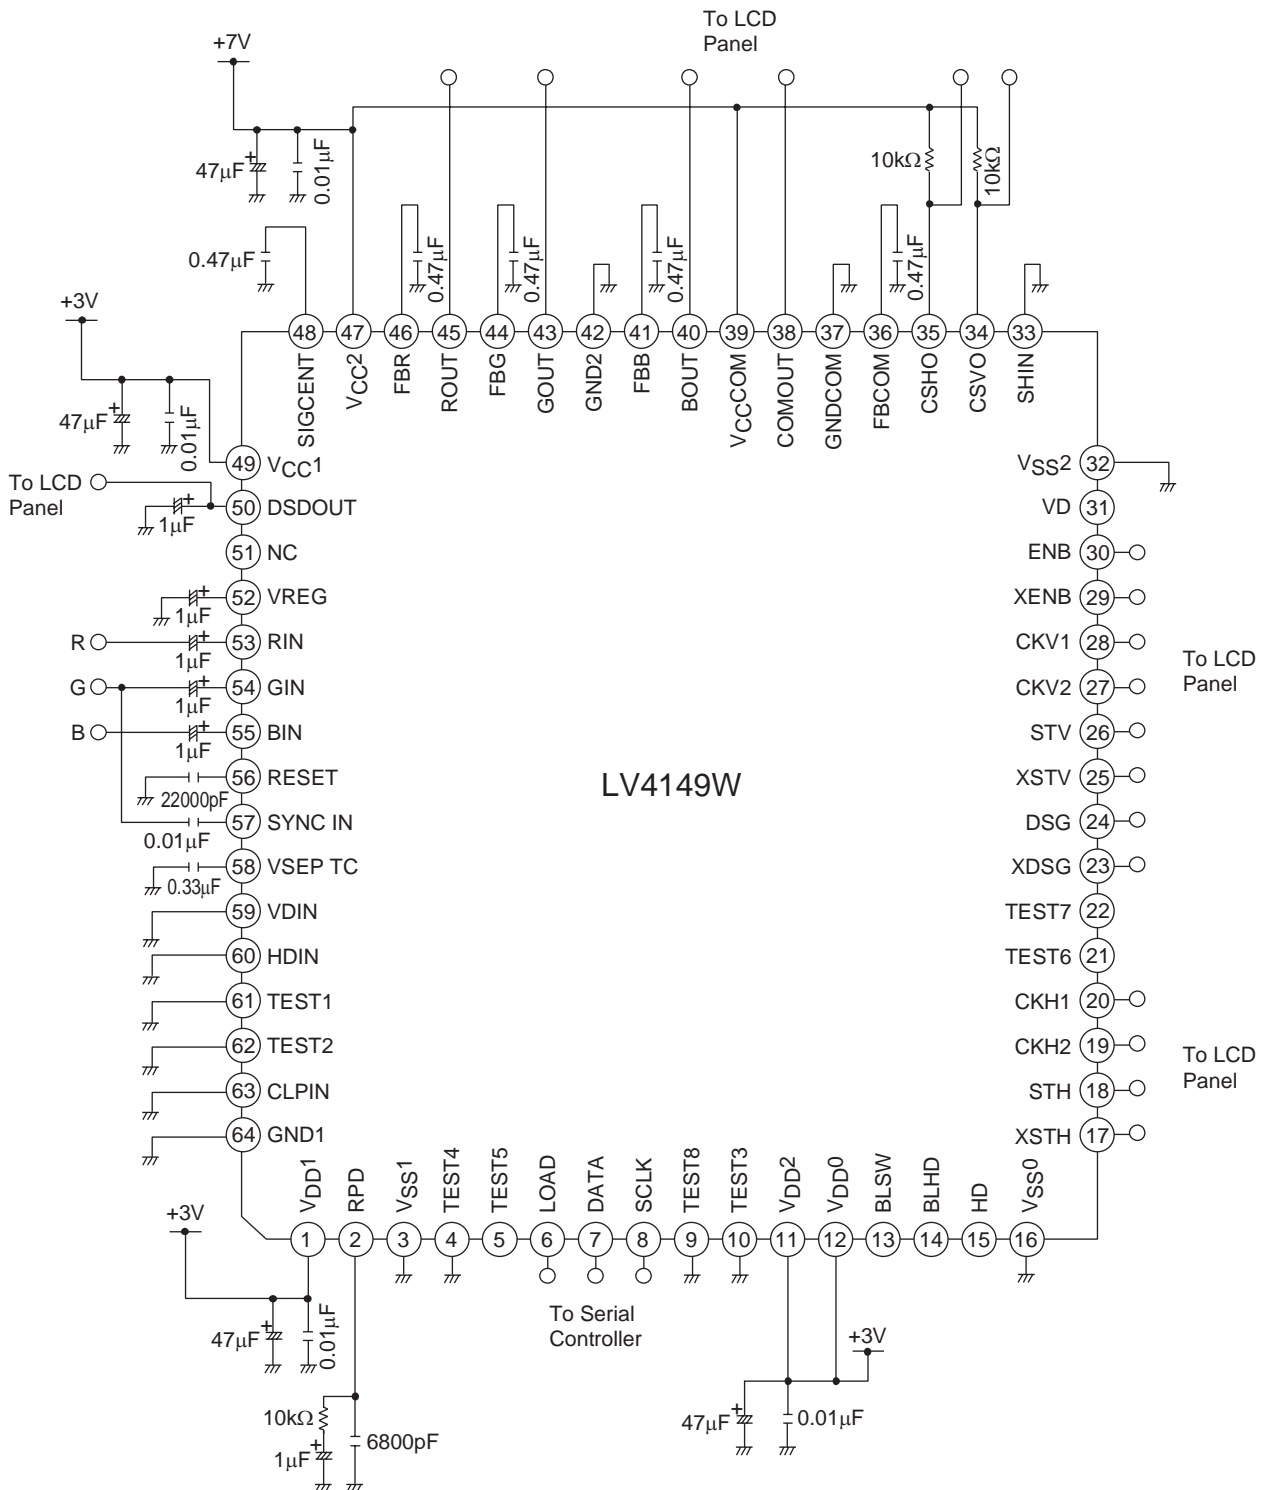 To LCD
Panel
+7V
47μF
+
0.01μF
10kΩ
10kΩ
0.47μF
0.47μF
0.47μF
0.47μF
0.47μF
+3V
48 47 46 45 44 43 42 41 40 39 38 37 36 35 34 33
SIGCENT
VCC2
FBR
ROUT
FBG
GOUT
GND2
FBB
BOUT
VCCCOM
COMOUT
GNDCOM
FBCOM
CSHO
CSVO
SHIN
47μF
+
0.01μF
49 VCC1
To LCD
Panel
+
1μF
50 DSDOUT
51 NC
+
1μF
52 VREG
R
+
1μF
53 RIN
G
+
1μF
54 GIN
B
+
1μF
55 BIN
22000pF
56 RESET
0.01μF
57 SYNC IN
0.33μF
58 VSEP TC
59 VDIN
60 HDIN
61 TEST1
62 TEST2
63 CLPIN
64 GND1
LV4149W
VSS2 32
VD 31
ENB 30
XENB 29
CKV1 28
CKV2 27
STV 26
XSTV 25
DSG 24
XDSG 23
TEST7 22
TEST6 21
CKH1 20
CKH2 19
STH 18
XSTH 17
To LCD
Panel
To LCD
Panel
VDD1
RPD
VSS1
TEST4
TEST5
LOAD
DATA
SCLK
TEST8
TEST3
VDD2
VDD0
BLSW
BLHD
HD
VSS0
1 2 3 4 5 6 7 8 9 10 11 12 13 14 15 16
+3V
47μF
+
0.01μF
To Serial
Controller
+3V
47μF
+
0.01μF
10kΩ
1μF
+
6800pF